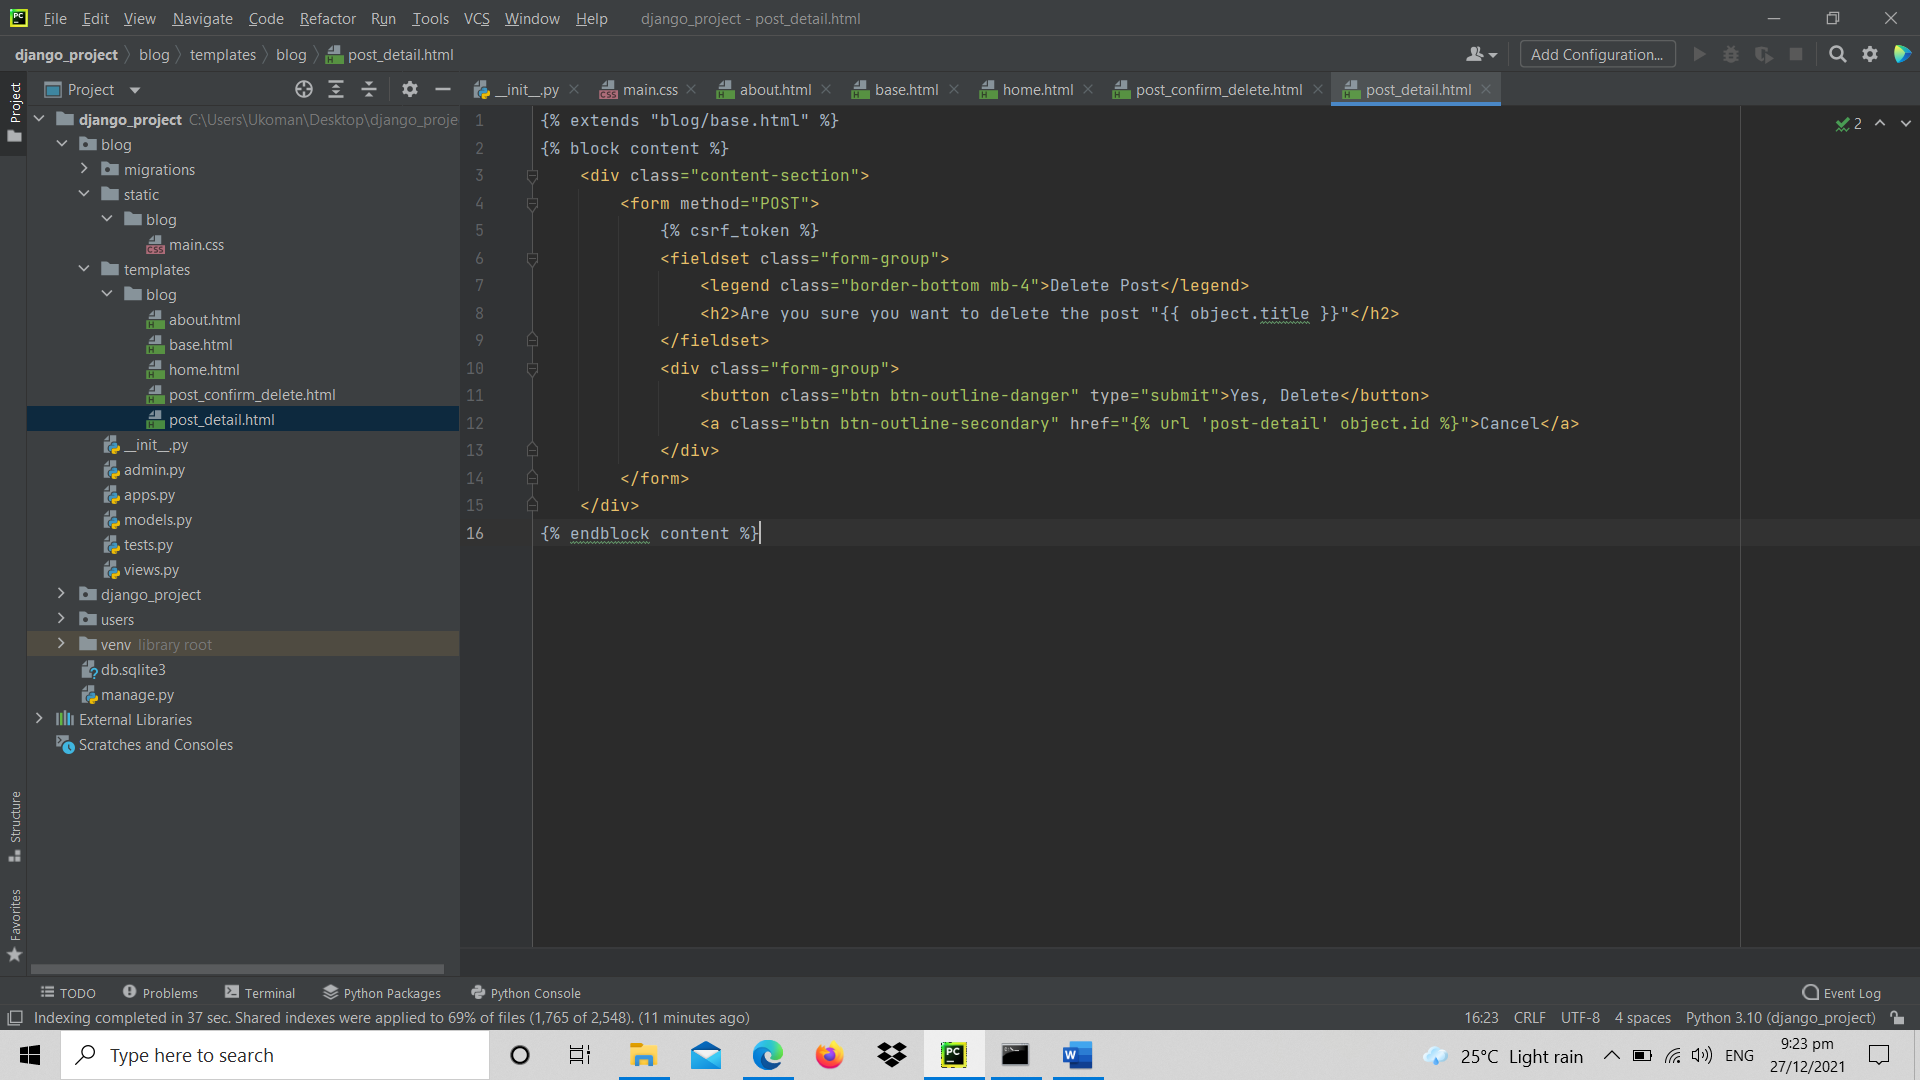 PC File Edit View Navigate Code Refactor Run Tools VCS Window Help django_project - post_detail.html
django_project blog templates blog post_detail.html Add Configuration...
Project __init__.py main.css about.html base.html home.html post_confirm_delete.html post_detail.html
Project
django_project C:\Users\Ukoman\Desktop\django_proje
blog
migrations
static
blog
main.css
templates
blog
about.html
base.html
home.html
post_confirm_delete.html
post_detail.html
__init__.py
admin.py
apps.py
models.py
tests.py
views.py
django_project
users
venv library root
db.sqlite3
manage.py
External Libraries
Scratches and Consoles
Structure
Favorites
1 {% extends "blog/base.html" %}
2 {% block content %}
3 <div class="content-section">
4 <form method="POST">
5 {% csrf_token %}
6 <fieldset class="form-group">
7 <legend class="border-bottom mb-4">Delete Post</legend>
8 <h2>Are you sure you want to delete the post "{{ object.title }}"</h2>
9 </fieldset>
10 <div class="form-group">
11 <button class="btn btn-outline-danger" type="submit">Yes, Delete</button>
12 <a class="btn btn-outline-secondary" href="{% url 'post-detail' object.id %}">Cancel</a>
13 </div>
14 </form>
15 </div>
16 {% endblock content %}
2
TODO Problems Terminal Python Packages Python Console Event Log
Indexing completed in 37 sec. Shared indexes were applied to 69% of files (1,765 of 2,548). (11 minutes ago) 16:23 CRLF UTF-8 4 spaces Python 3.10 (django_project)
Type here to search PC W 25°C Light rain ENG 9:23 pm
27/12/2021